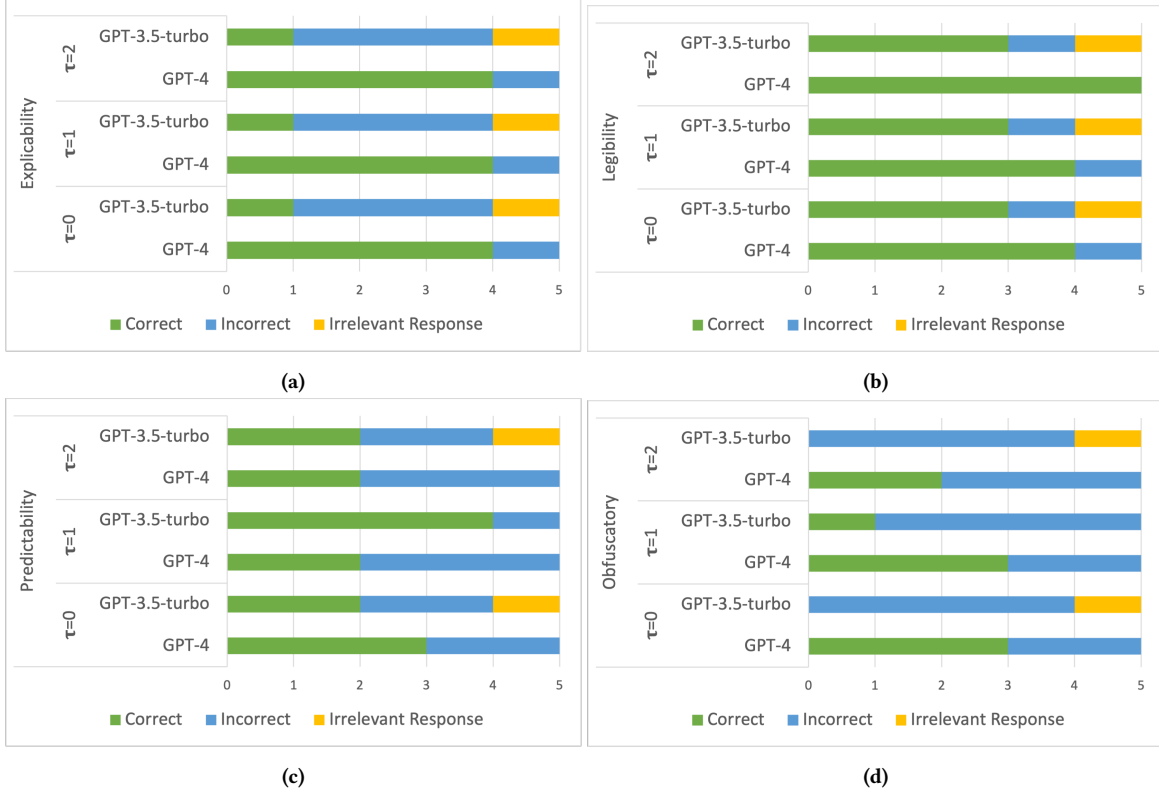 Explicability
τ=2
GPT-3.5-turbo
GPT-4
τ=1
GPT-3.5-turbo
GPT-4
τ=0
GPT-3.5-turbo
GPT-4
0 1 2 3 4 5
Correct Incorrect Irrelevant Response
(a)
Legibility
τ=2
GPT-3.5-turbo
GPT-4
τ=1
GPT-3.5-turbo
GPT-4
τ=0
GPT-3.5-turbo
GPT-4
0 1 2 3 4 5
Correct Incorrect Irrelevant Response
(b)
Predictability
τ=2
GPT-3.5-turbo
GPT-4
τ=1
GPT-3.5-turbo
GPT-4
τ=0
GPT-3.5-turbo
GPT-4
0 1 2 3 4 5
Correct Incorrect Irrelevant Response
(c)
Obfuscatory
τ=2
GPT-3.5-turbo
GPT-4
τ=1
GPT-3.5-turbo
GPT-4
τ=0
GPT-3.5-turbo
GPT-4
0 1 2 3 4 5
Correct Incorrect Irrelevant Response
(d)